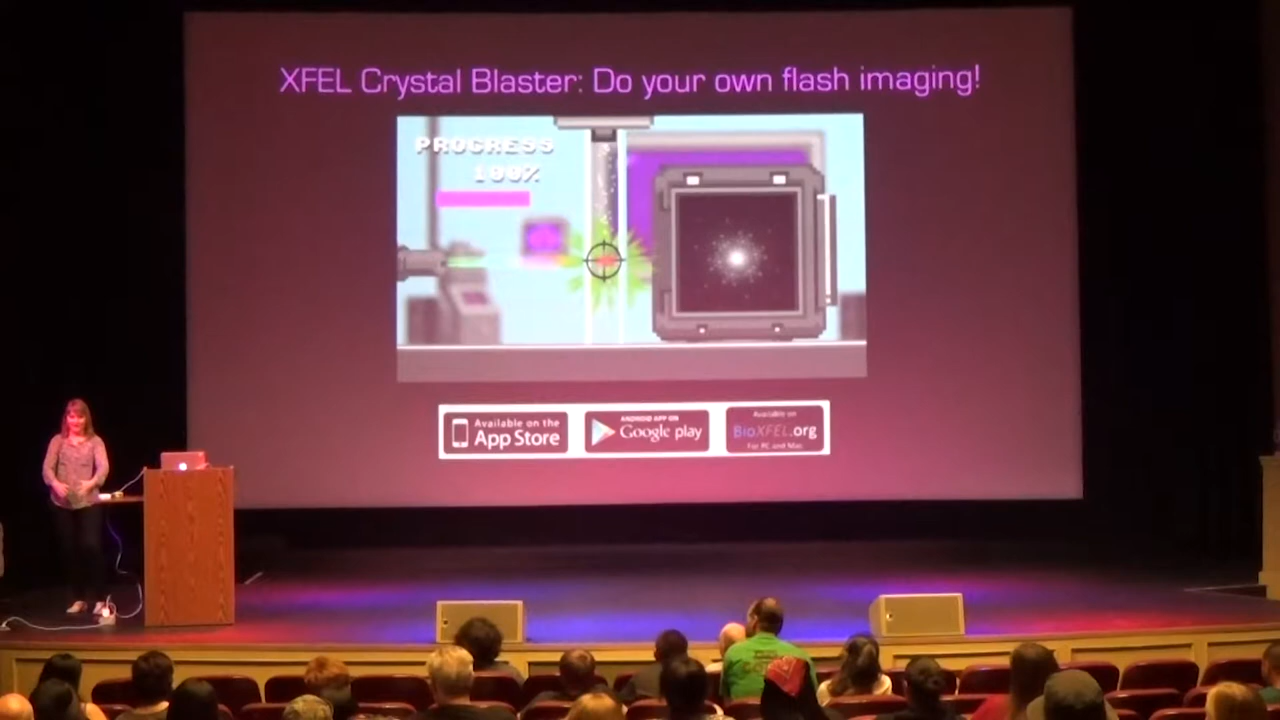 XFEL Crystal Blaster: Do your own flash imaging!
PROGRESS
100%
Available on the
App Store
ANDROID APP ON
Google play
Available on
BioXFEL.org
For PC and Mac